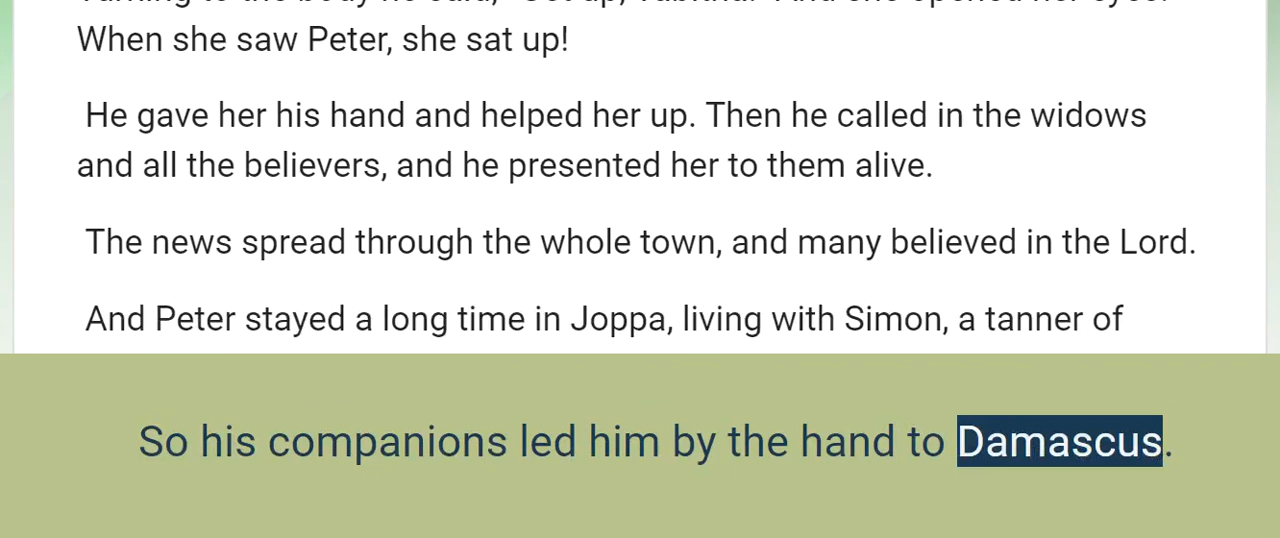 When she saw Peter, she sat up!
He gave her his hand and helped her up. Then he called in the widows
and all the believers, and he presented her to them alive.
The news spread through the whole town, and many believed in the Lord.
And Peter stayed a long time in Joppa, living with Simon, a tanner of
So his companions led him by the hand to Damascus.